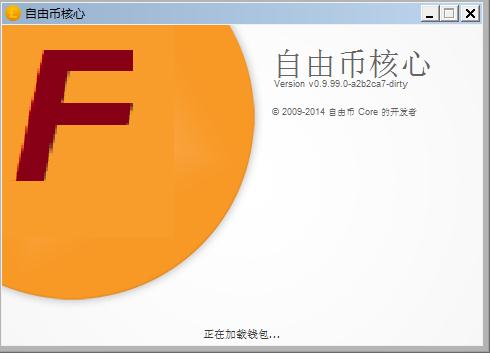 自由币核心
F
自由币核心
Version v0.9.99.0-a2b2ca7-dirty
© 2009-2014 自由币 Core 的开发者
正在加载钱包...